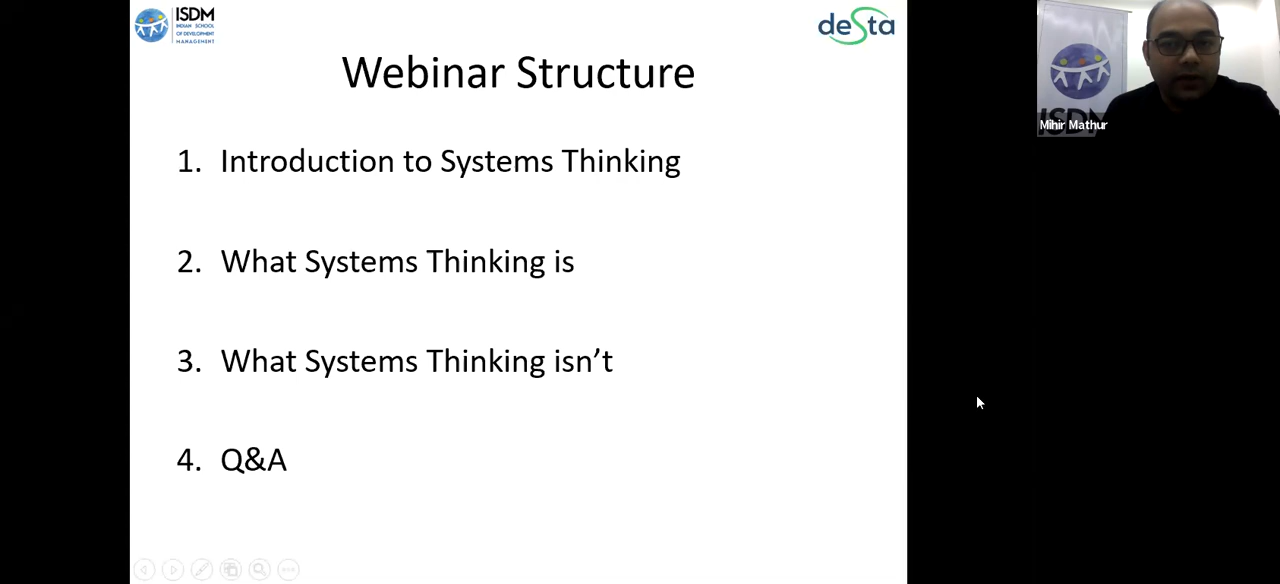 ISDM
INDIAN SCHOOL
OF DEVELOPMENT
MANAGEMENT
deSta
Webinar Structure
1. Introduction to Systems Thinking
2. What Systems Thinking is
3. What Systems Thinking isn’t
4. Q&A
ISDM
Mihir Mathur